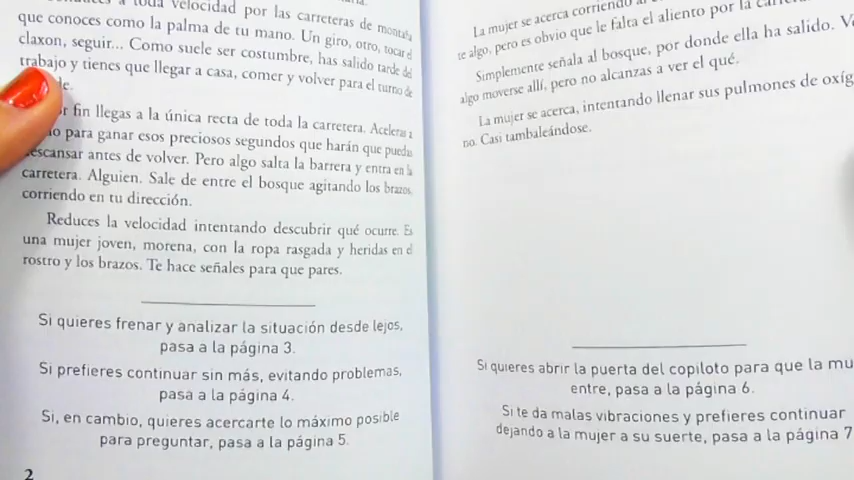 a toda velocidad por las carreteras de montaña
que conoces como la palma de tu mano. Un giro, otro, tocar el
claxon, seguir... Como suele ser costumbre, has salido tarde del
trabajo y tienes que llegar a casa, comer y volver para el turno de
fin llegas a la única recta de toda la carretera. Aceleras a
para ganar esos preciosos segundos que harán que puedas
descansar antes de volver. Pero algo salta la barrera y entra en la
carretera. Alguien. Sale de entre el bosque agitando los brazos,
corriendo en tu dirección.
Reduces la velocidad intentando descubrir qué ocurre. Es
una mujer joven, morena, con la ropa rasgada y heridas en el
rostro y los brazos. Te hace señales para que pares.
Si quieres frenar y analizar la situación desde lejos,
pasa a la página 3.
Si prefieres continuar sin más, evitando problemas,
pasa a la página 4.
Si, en cambio, quieres acercarte lo máximo posible
para preguntar, pasa a la página 5.
2
La mujer se acerca corriendo
te algo, pero es obvio que le falta el aliento por la
Simplemente señala al bosque, por donde ella ha salido. V
algo moverse allí, pero no alcanzas a ver el qué.
La mujer se acerca, intentando llenar sus pulmones de oxíg
no. Casi tambaleándose.
Si quieres abrir la puerta del copiloto para que la mu
entre, pasa a la página 6.
Si te da malas vibraciones y prefieres continuar
dejando a la mujer a su suerte, pasa a la página 7